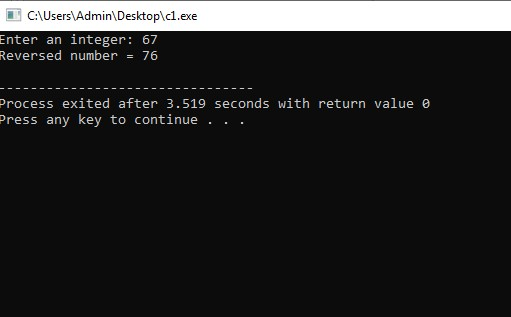 C:\Users\Admin\Desktop\c1.exe
Enter an integer: 67
Reversed number = 76
--------------------------------
Process exited after 3.519 seconds with return value 0
Press any key to continue . . .